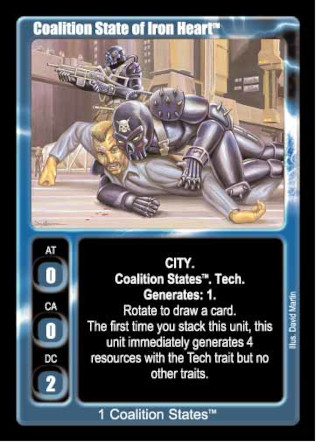 Coalition State of Iron Heart™
AT
0
CA
0
DC
2
CITY.
Coalition States™. Tech.
Generates: 1.
Rotate to draw a card.
The first time you stack this unit, this
unit immediately generates 4
resources with the Tech trait but no
other traits.
Illus. David Martin
1 Coalition States™